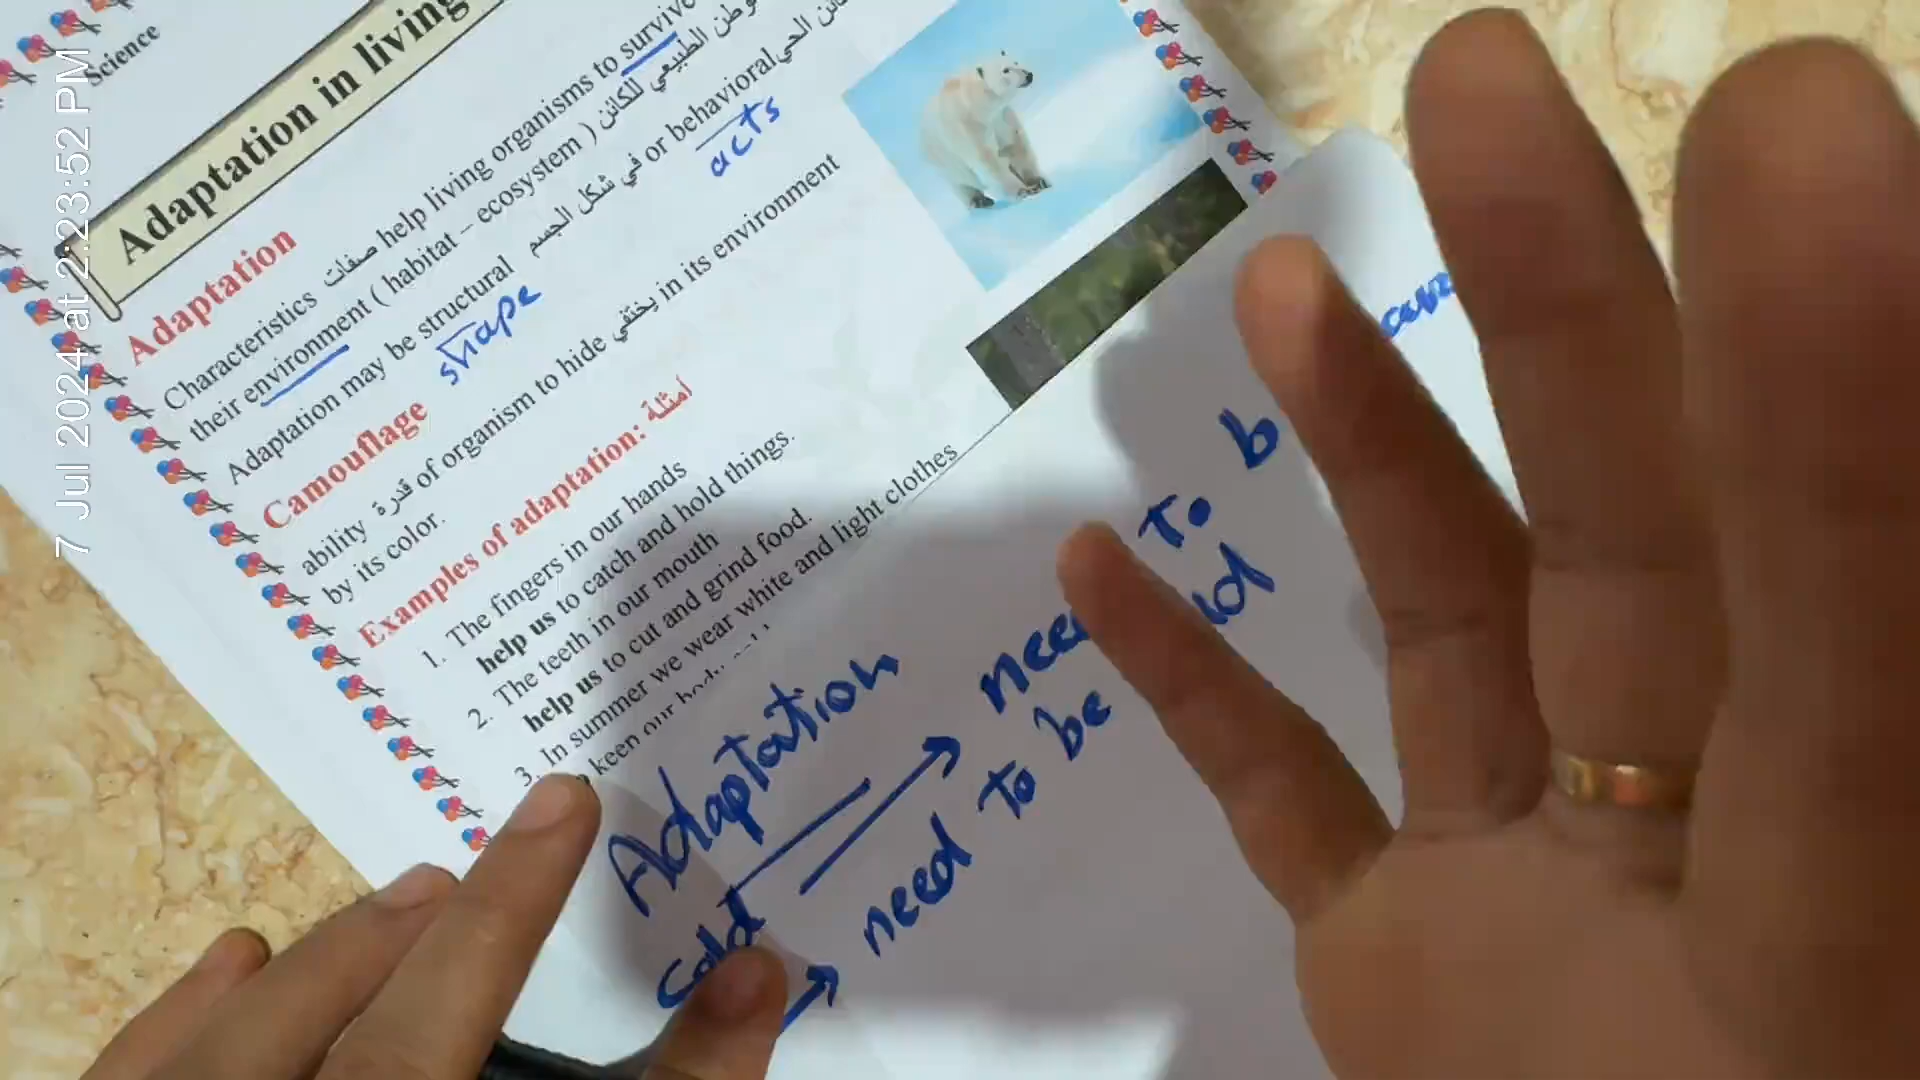 7 Jul 2024 at 2:23:52 PM
Science
Adaptation in living
Adaptation
Characteristics صفات help living organisms to survive
their environment ( habitat – ecosystem ) الطبيعي للكائن
Adaptation may be structural في شكل الجسم or behavioral
shape
acts
Camouflage
ability قدرة of organism to hide يختفي in its environment
by its color.
Examples of adaptation: أمثلة
1. The fingers in our hands
help us to catch and hold things.
2. The teeth in our mouth
help us to cut and grind food.
3. In summer we wear white and light clothes
keep our
Adaptation
cold
need to b
need to be